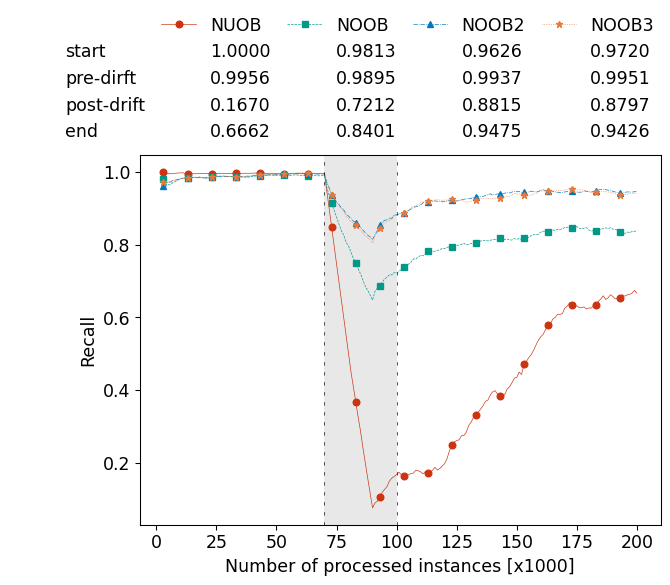 NUOB NOOB NOOB2 NOOB3
start 1.0000 0.9813 0.9626 0.9720
pre-dirft 0.9956 0.9895 0.9937 0.9951
post-drift 0.1670 0.7212 0.8815 0.8797
end 0.6662 0.8401 0.9475 0.9426
1.0
0.8
0.6
0.4
0.2
Recall
0 25 50 75 100 125 150 175 200
Number of processed instances [x1000]